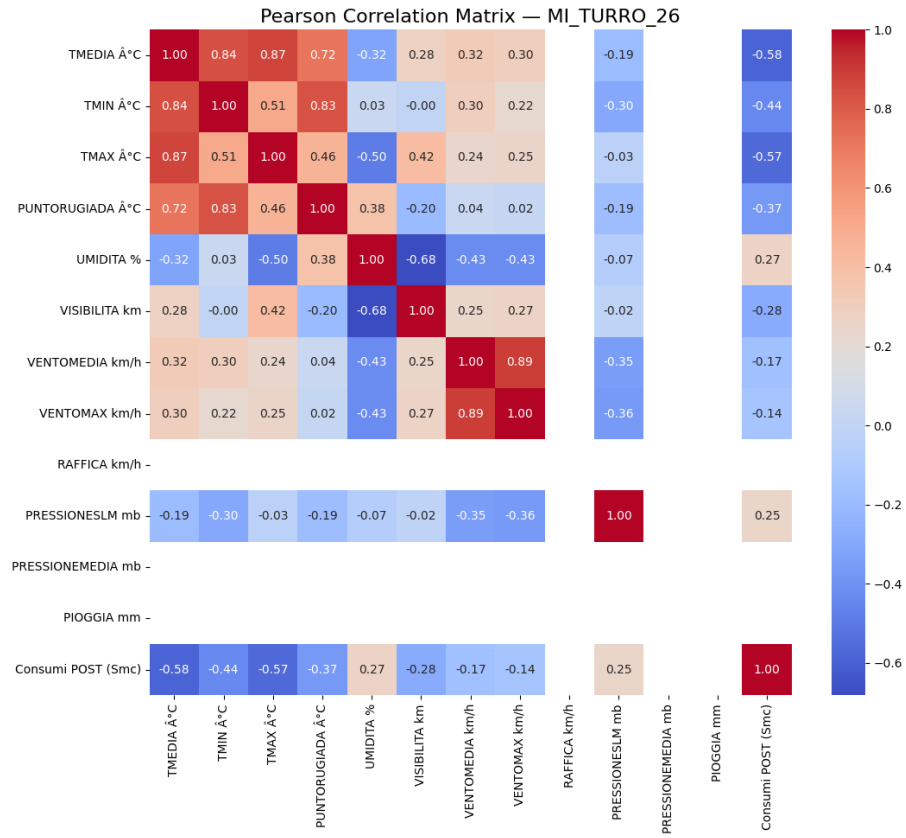 Pearson Correlation Matrix — MI_TURRO_26
TMEDIA Â°C 1.00 0.84 0.87 0.72 -0.32 0.28 0.32 0.30 -0.19 -0.58
TMIN Â°C 0.84 1.00 0.51 0.83 0.03 -0.00 0.30 0.22 -0.30 -0.44
TMAX Â°C 0.87 0.51 1.00 0.46 -0.50 0.42 0.24 0.25 -0.03 -0.57
PUNTORUGIADA Â°C 0.72 0.83 0.46 1.00 0.38 -0.20 0.04 0.02 -0.19 -0.37
UMIDITA % -0.32 0.03 -0.50 0.38 1.00 -0.68 -0.43 -0.43 -0.07 0.27
VISIBILITA km 0.28 -0.00 0.42 -0.20 -0.68 1.00 0.25 0.27 -0.02 -0.28
VENTOMEDIA km/h 0.32 0.30 0.24 0.04 -0.43 0.25 1.00 0.89 -0.35 -0.17
VENTOMAX km/h 0.30 0.22 0.25 0.02 -0.43 0.27 0.89 1.00 -0.36 -0.14
RAFFICA km/h
PRESSIONESLM mb -0.19 -0.30 -0.03 -0.19 -0.07 -0.02 -0.35 -0.36 1.00 0.25
PRESSIONEMEDIA mb
PIOGGIA mm
Consumi POST (Smc) -0.58 -0.44 -0.57 -0.37 0.27 -0.28 -0.17 -0.14 0.25 1.00
TMEDIA Â°C
TMIN Â°C
TMAX Â°C
PUNTORUGIADA Â°C
UMIDITA %
VISIBILITA km
VENTOMEDIA km/h
VENTOMAX km/h
RAFFICA km/h
PRESSIONESLM mb
PRESSIONEMEDIA mb
PIOGGIA mm
Consumi POST (Smc)
1.0
0.8
0.6
0.4
0.2
0.0
−0.2
−0.4
−0.6